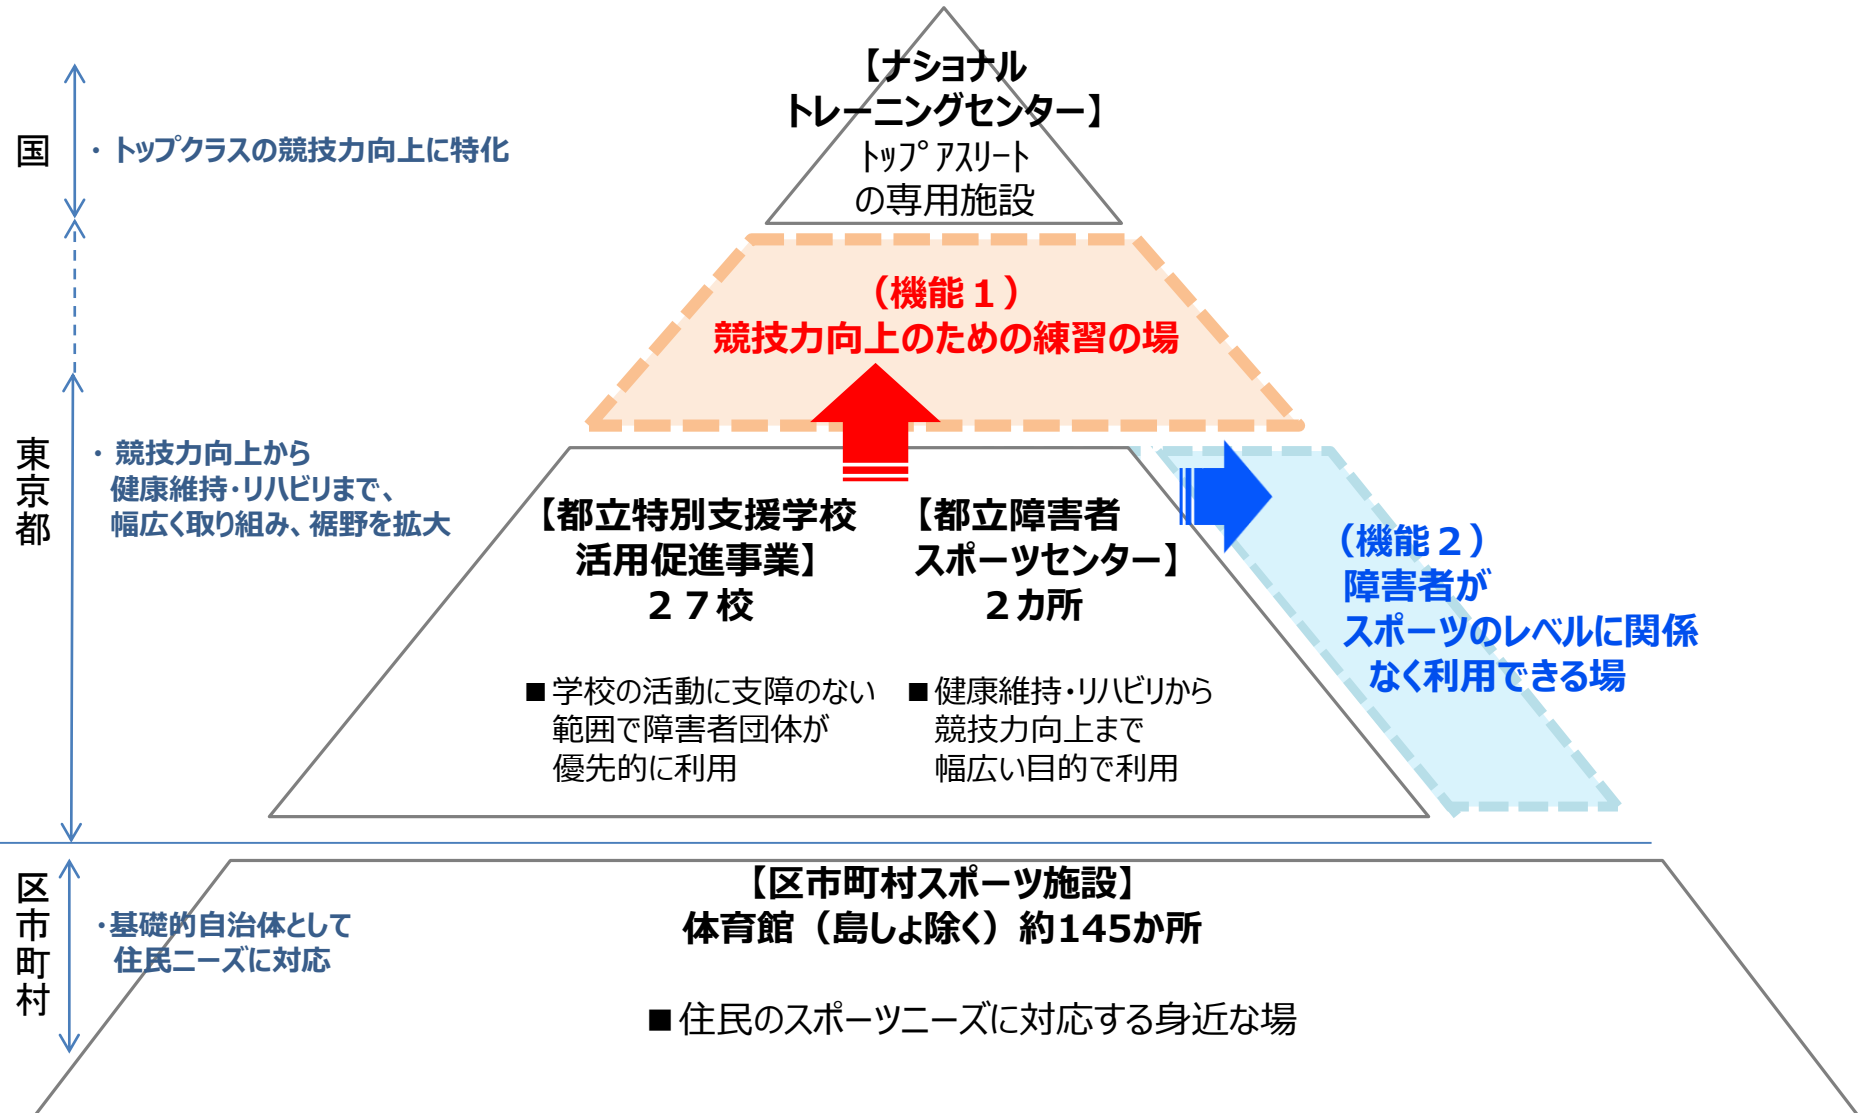 【ナショナル
トレーニングセンター】
トップアスリート
の専用施設
国
・ トップクラスの競技力向上に特化
（機能１）
競技力向上のための練習の場
東京都
・ 競技力向上から
健康維持・リハビリまで、
幅広く取り組み、裾野を拡大
【都立特別支援学校
活用促進事業】
２７校
■学校の活動に支障のない
範囲で障害者団体が
優先的に利用
【都立障害者
スポーツセンター】
２カ所
■健康維持・リハビリから
競技力向上まで
幅広い目的で利用
（機能２）
障害者が
スポーツのレベルに関係
なく利用できる場
区市町村
・基礎的自治体として
住民ニーズに対応
【区市町村スポーツ施設】
体育館（島しょ除く）約145か所
■住民のスポーツニーズに対応する身近な場